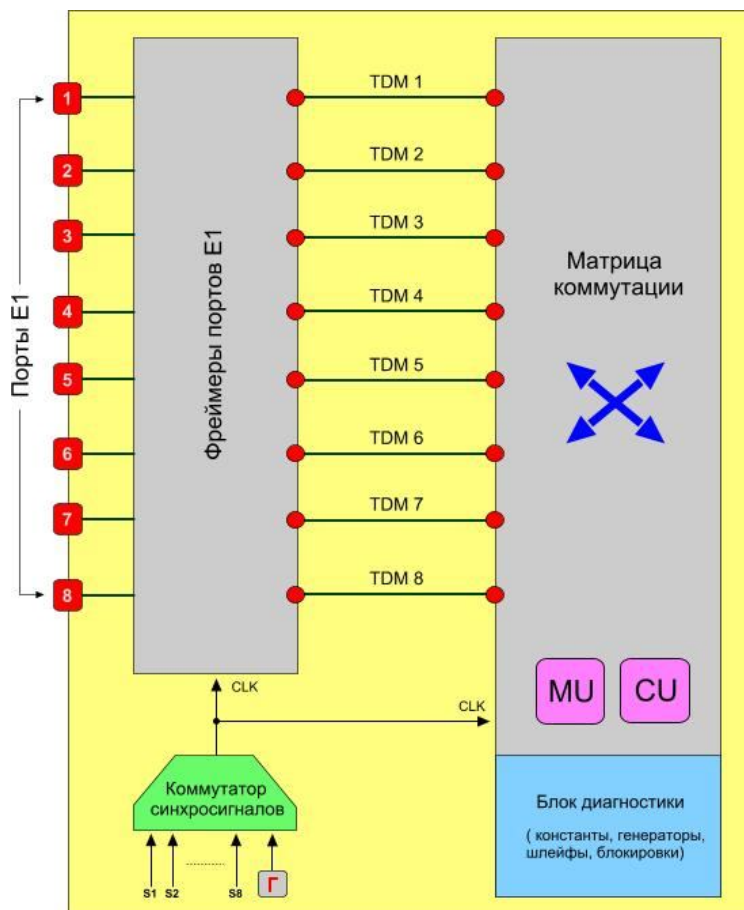 Порты E1
1
2
3
4
5
6
7
8
Фреймеры портов E1
TDM 1
TDM 2
TDM 3
TDM 4
TDM 5
TDM 6
TDM 7
TDM 8
Матрица
коммутации
MU
CU
CLK
CLK
Коммутатор
синхросигналов
S1
S2
...........
S8
Г
Блок диагностики
( константы, генераторы,
шлейфы, блокировки)